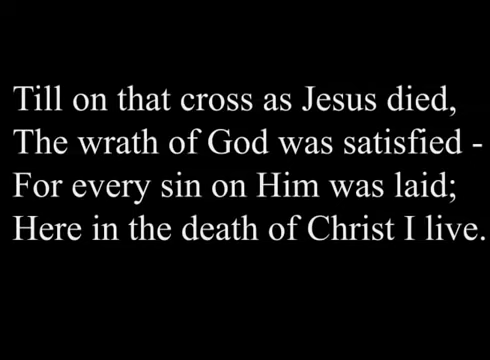 Till on that cross as Jesus died,
The wrath of God was satisfied -
For every sin on Him was laid;
Here in the death of Christ I live.